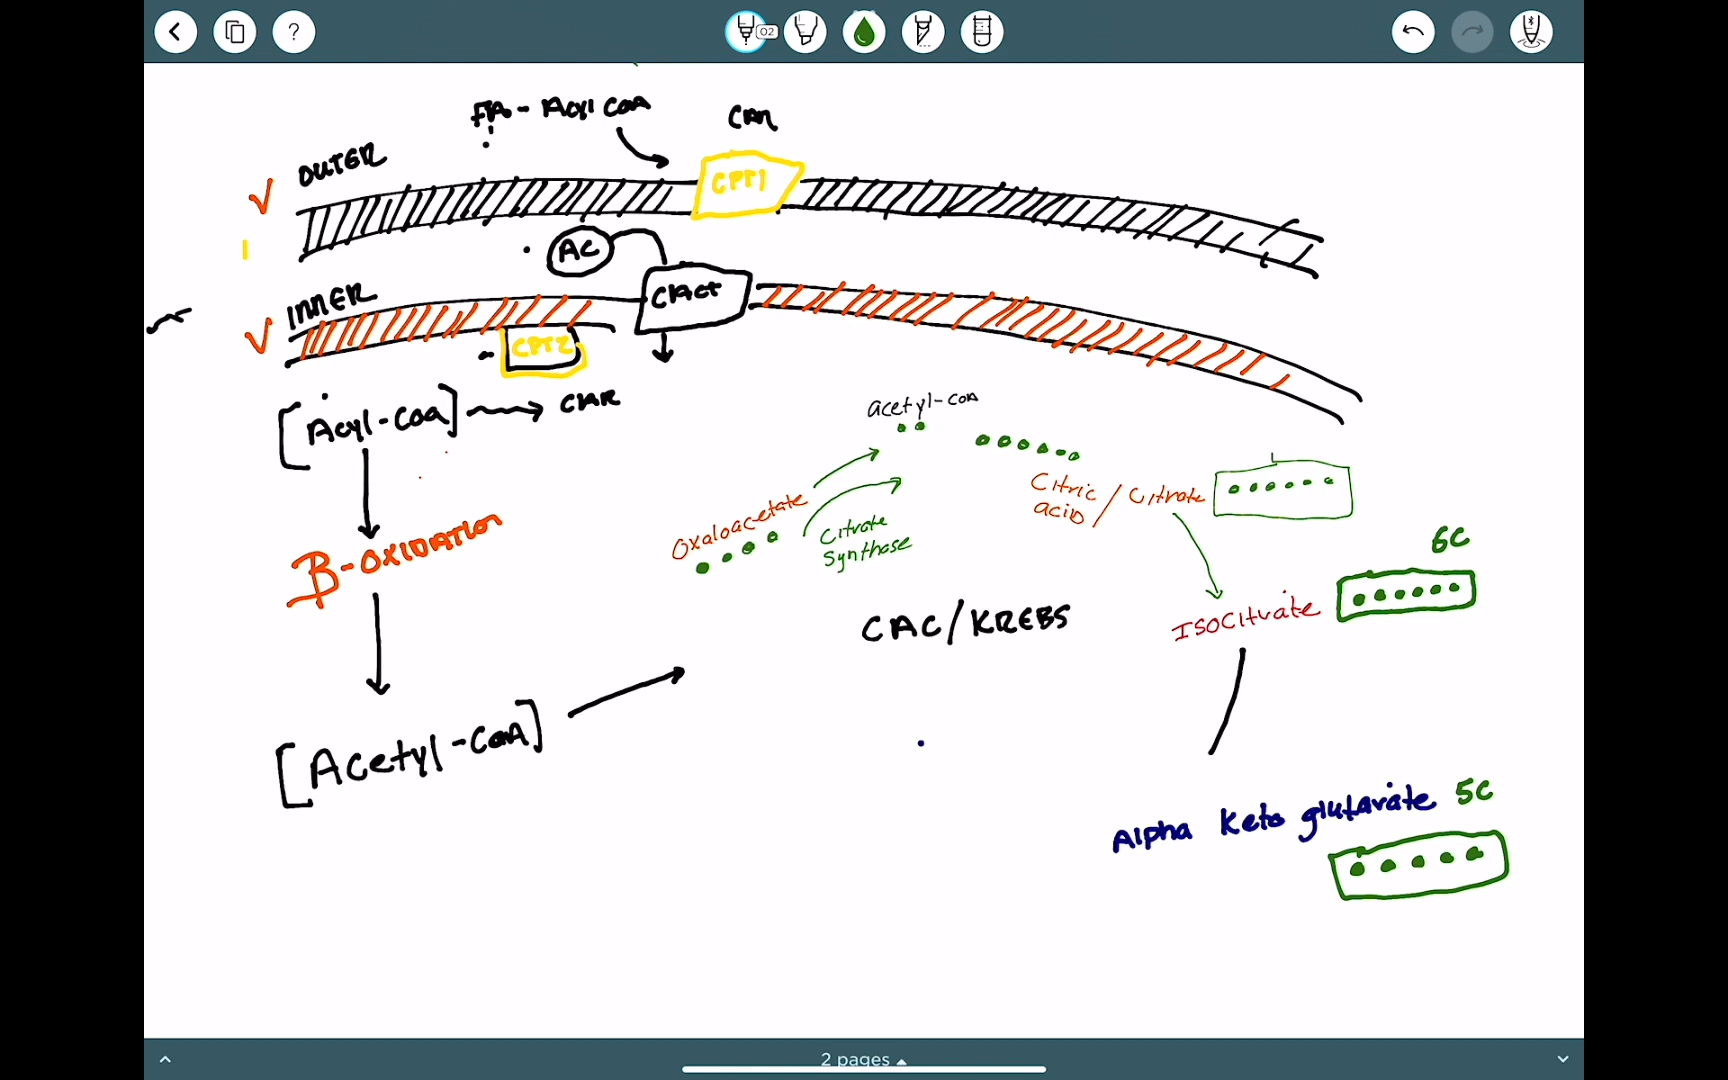 ?
02
FA - Acyl CoA
CAR
OUTER
CPT1
AC
INNER
CACT
CPT2
[Acyl-Coa] → CAR
acetyl-CoA
Oxaloacetate
Citrate
Synthase
Citric / Citrate
acid
6C
B-OXIDATION
CAC/KREBS
ISOCitrate
[Acetyl-CoA]
Alpha Keto glutarate 5C
2 pages